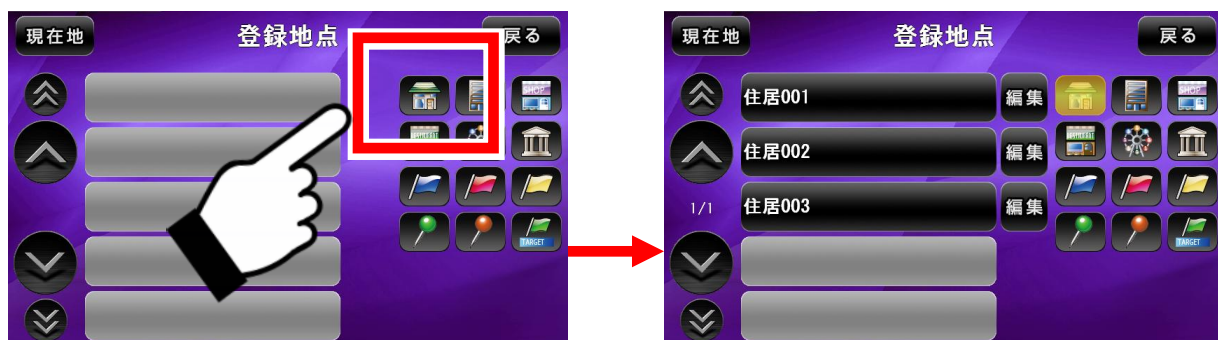 現在地
登録地点
戻る
SHOP
TARGET
現在地
登録地点
戻る
住居001
編集
SHOP
住居002
編集
1/1
住居003
編集
TARGET